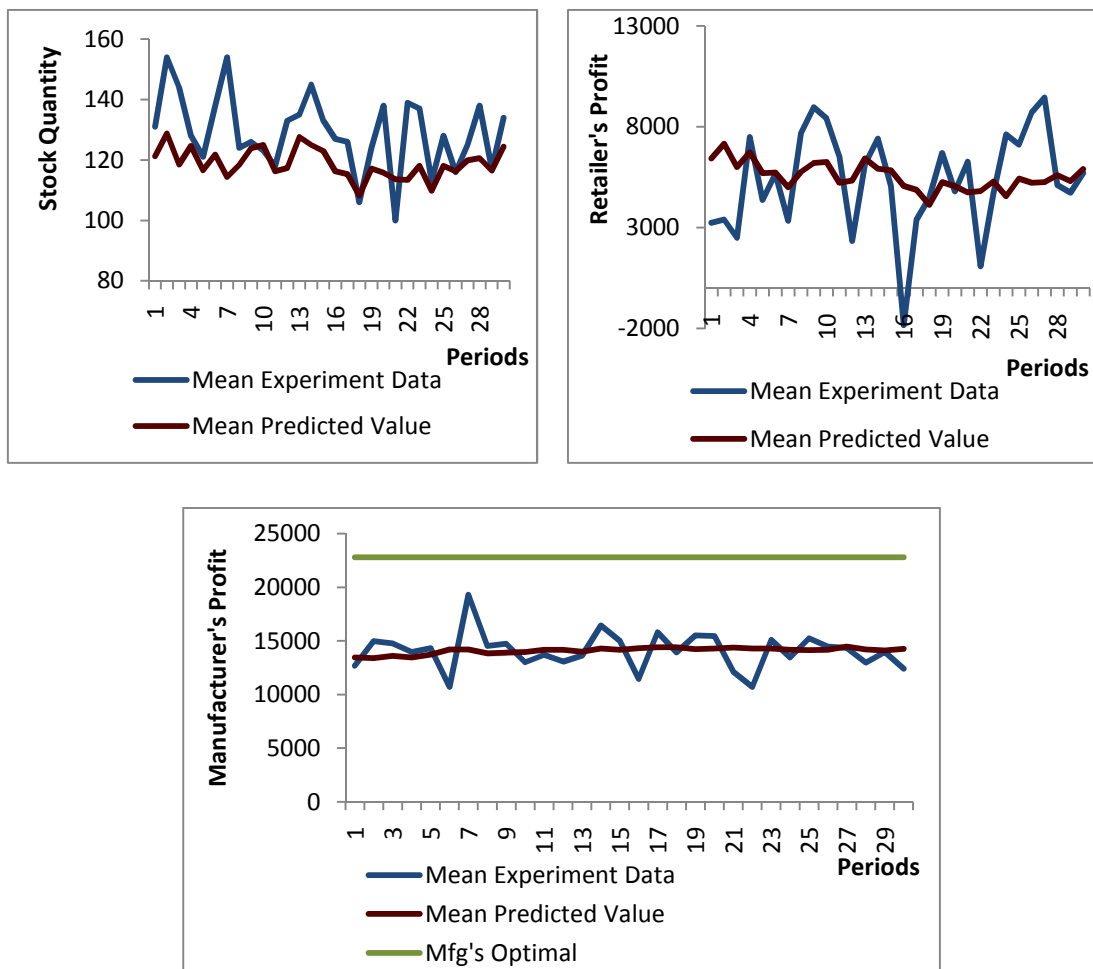 Stock Quantity
160
140
120
100
80
1 4 7 10 13 16 19 22 25 28
Periods
Mean Experiment Data
Mean Predicted Value
Retailer's Profit
13000
8000
3000
-2000
1 4 7 10 13 16 19 22 25 28
Periods
Mean Experiment Data
Mean Predicted Value
Manufacturer's Profit
25000
20000
15000
10000
5000
0
1 3 5 7 9 11 13 15 17 19 21 23 25 27 29
Periods
Mean Experiment Data
Mean Predicted Value
Mfg's Optimal